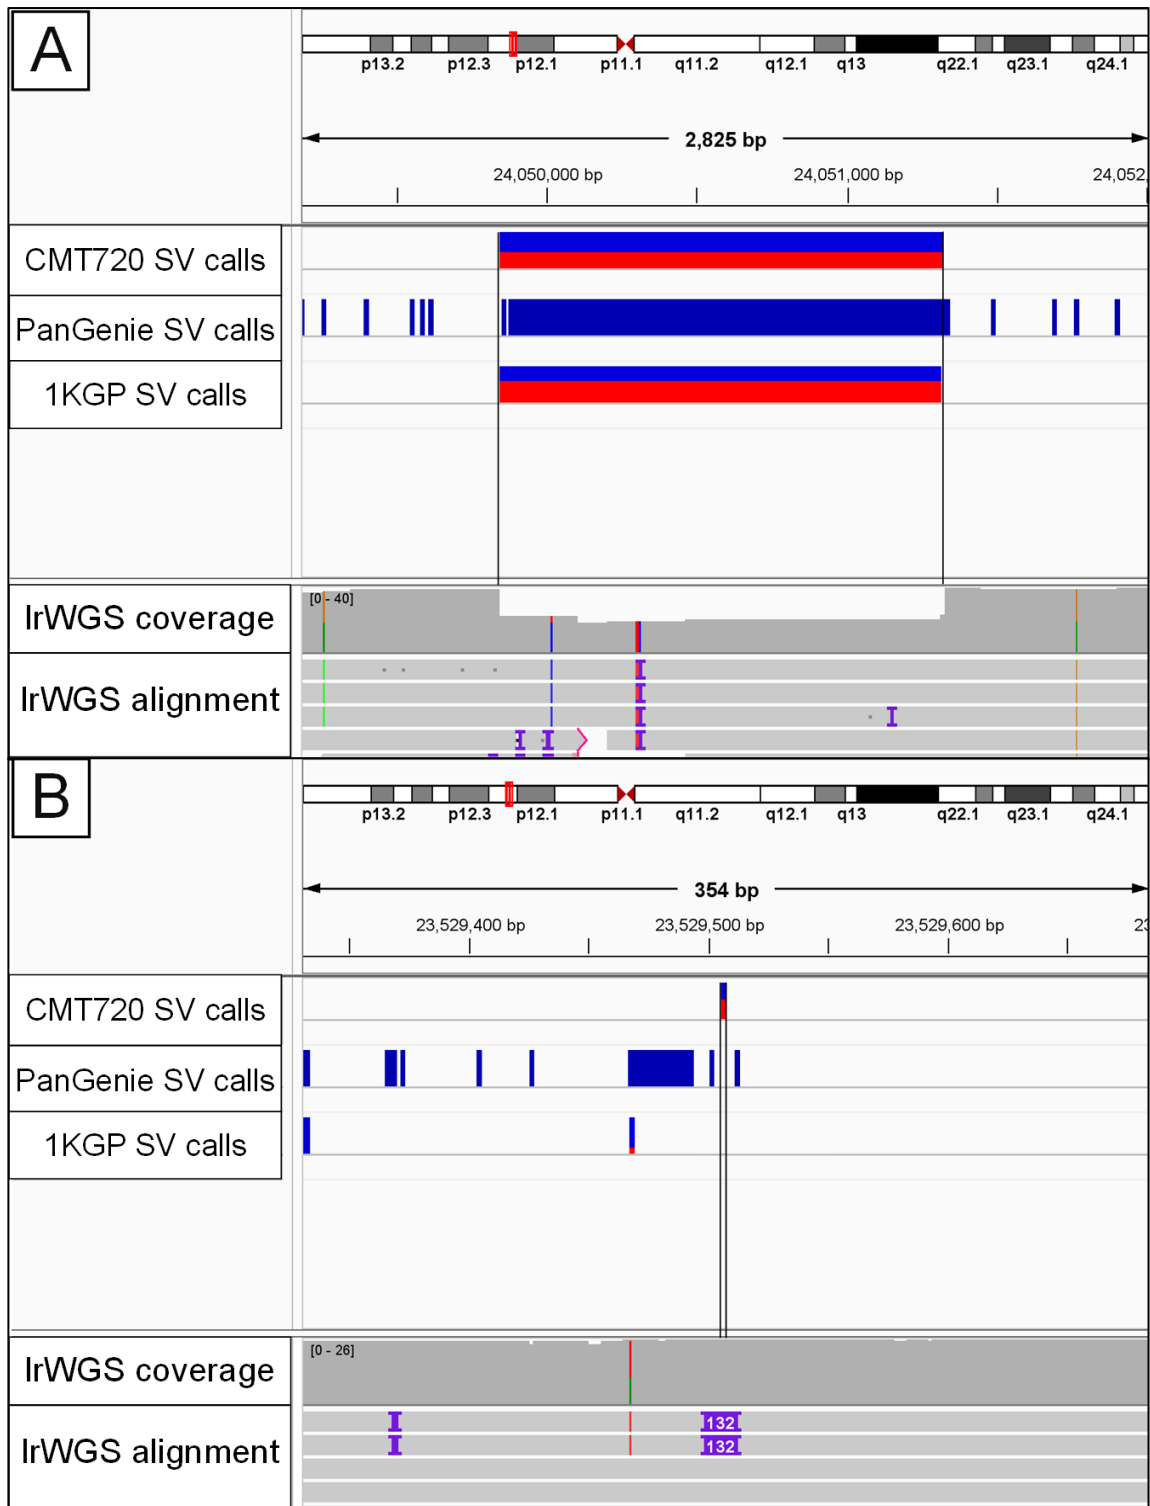 A
p13.2 p12.3 p12.1 p11.1 q11.2 q12.1 q13 q22.1 q23.1 q24.1
2,825 bp
24,050,000 bp 24,051,000 bp 24,052,
CMT720 SV calls
PanGenie SV calls
1KGP SV calls
lrWGS coverage
[0 - 40]
lrWGS alignment
B
p13.2 p12.3 p12.1 p11.1 q11.2 q12.1 q13 q22.1 q23.1 q24.1
354 bp
23,529,400 bp 23,529,500 bp 23,529,600 bp 23
CMT720 SV calls
PanGenie SV calls
1KGP SV calls
lrWGS coverage
[0 - 26]
lrWGS alignment
132
132